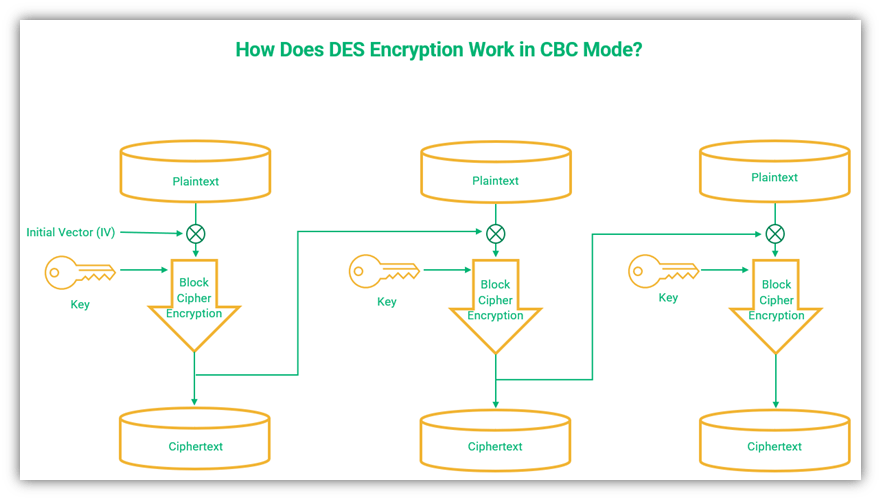 How Does DES Encryption Work in CBC Mode?
Plaintext
Plaintext
Plaintext
Initial Vector (IV)
Key
Block
Cipher
Encryption
Key
Block
Cipher
Encryption
Key
Block
Cipher
Encryption
Ciphertext
Ciphertext
Ciphertext